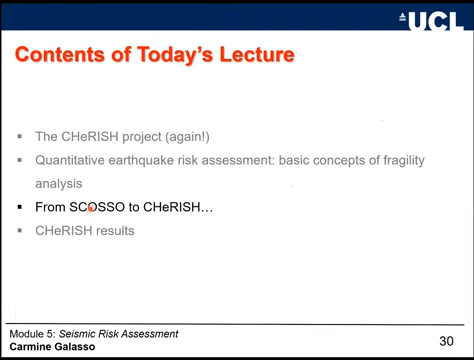 UCL
Contents of Today's Lecture
▪ The CHeRISH project (again!)
▪ Quantitative earthquake risk assessment: basic concepts of fragility
analysis
▪ From SCOSSO to CHeRISH…
▪ CHeRISH results
Module 5: Seismic Risk Assessment
Carmine Galasso
30